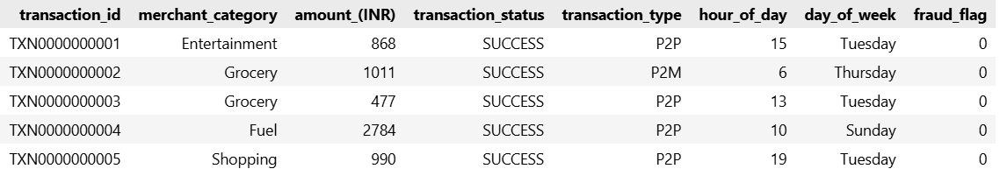 transaction_id merchant_category amount_(INR) transaction_status transaction_type hour_of_day day_of_week fraud_flag
TXN0000000001 Entertainment 868 SUCCESS P2P 15 Tuesday 0
TXN0000000002 Grocery 1011 SUCCESS P2M 6 Thursday 0
TXN0000000003 Grocery 477 SUCCESS P2P 13 Tuesday 0
TXN0000000004 Fuel 2784 SUCCESS P2P 10 Sunday 0
TXN0000000005 Shopping 990 SUCCESS P2P 19 Tuesday 0